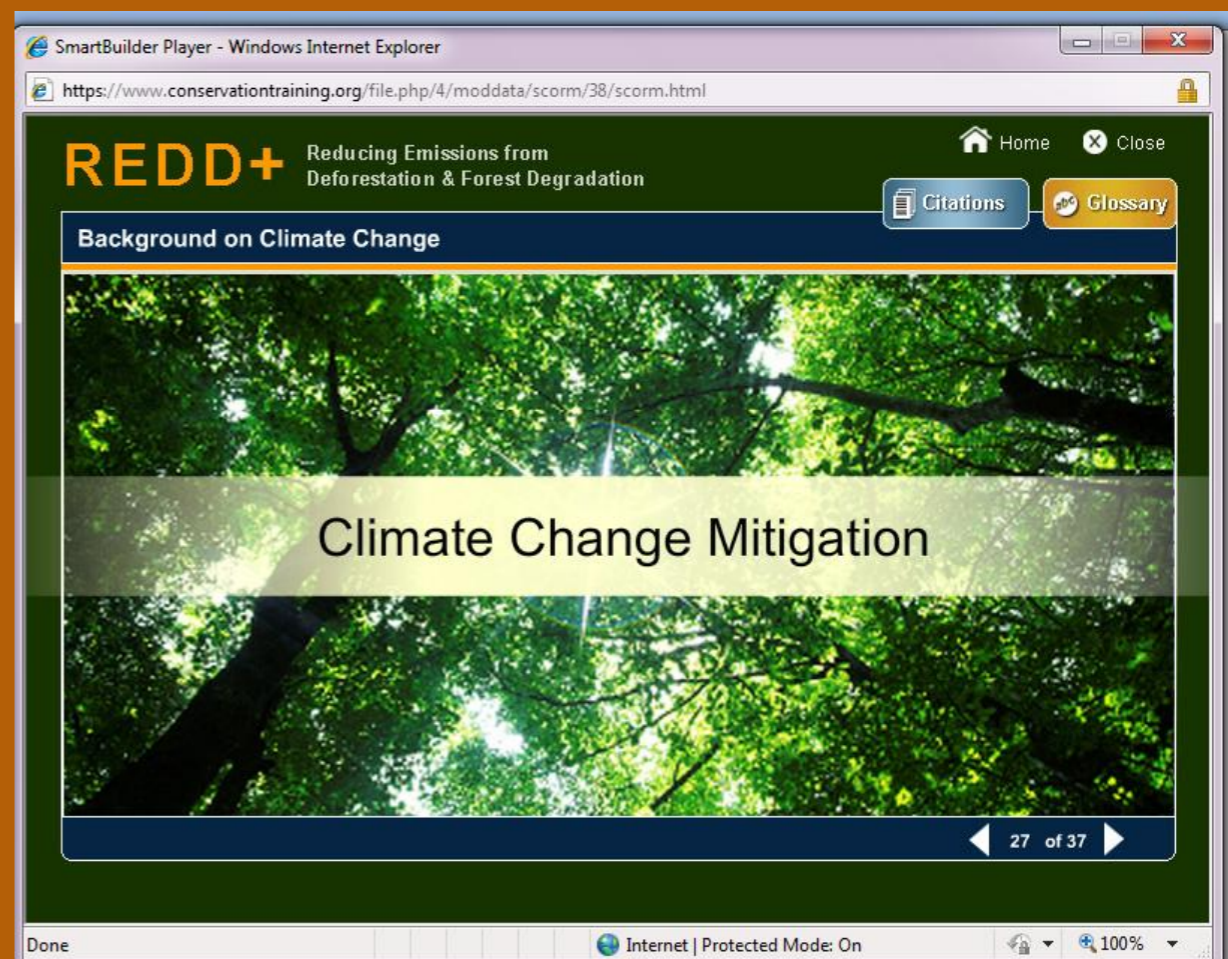 SmartBuilder Player - Windows Internet Explorer
https://www.conservationtraining.org/file.php/4/moddata/scorm/38/scorm.html
REDD+
Reducing Emissions from
Deforestation & Forest Degradation
Home
Close
Citations
abc Glossary
Background on Climate Change
Climate Change Mitigation
27 of 37
Done
Internet | Protected Mode: On
100%